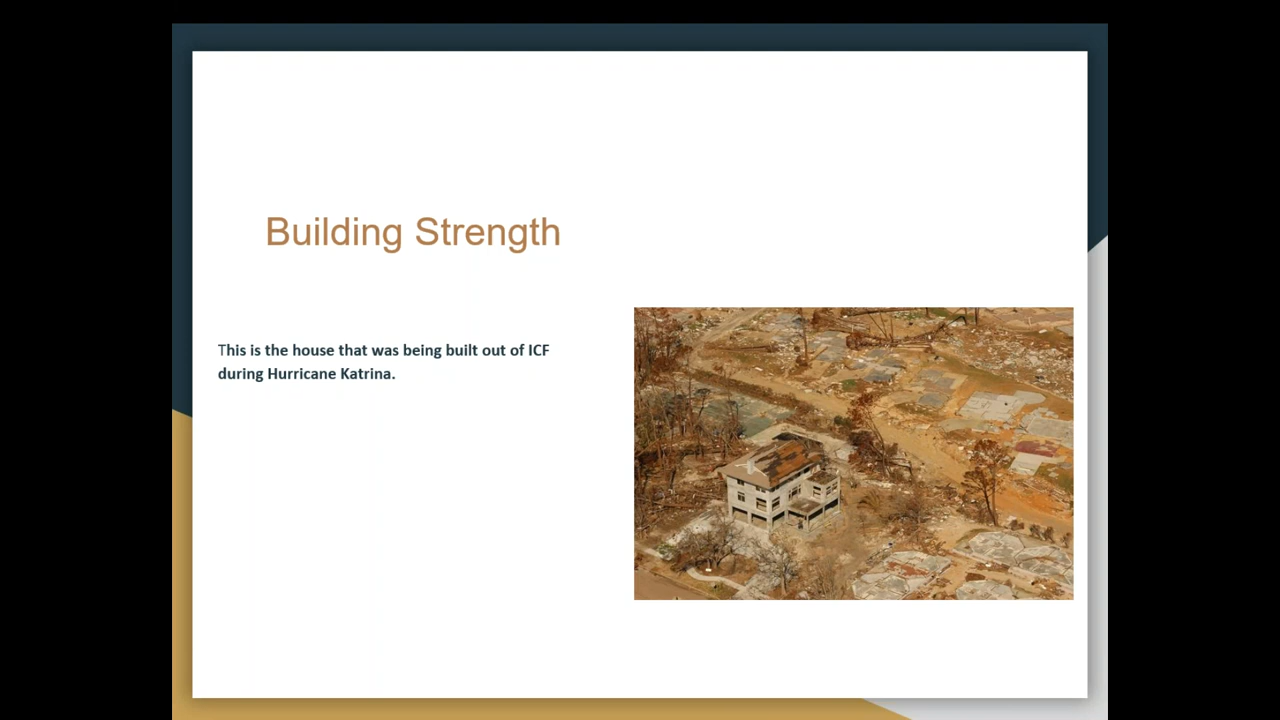 Building Strength
This is the house that was being built out of ICF
during Hurricane Katrina.